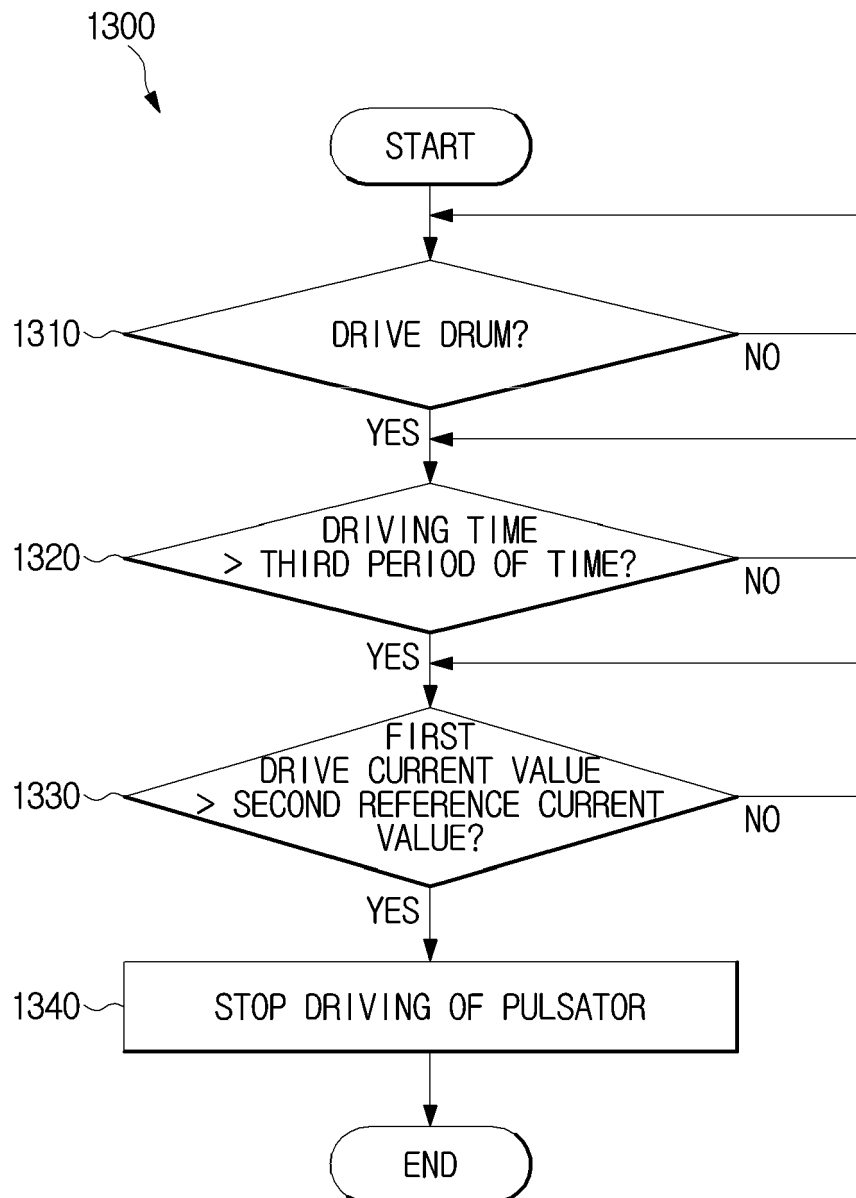 1300
START
1310
DRIVE DRUM?
NO
YES
1320
DRIVING TIME
> THIRD PERIOD OF TIME?
NO
YES
1330
FIRST
DRIVE CURRENT VALUE
> SECOND REFERENCE CURRENT
VALUE?
NO
YES
1340
STOP DRIVING OF PULSATOR
END